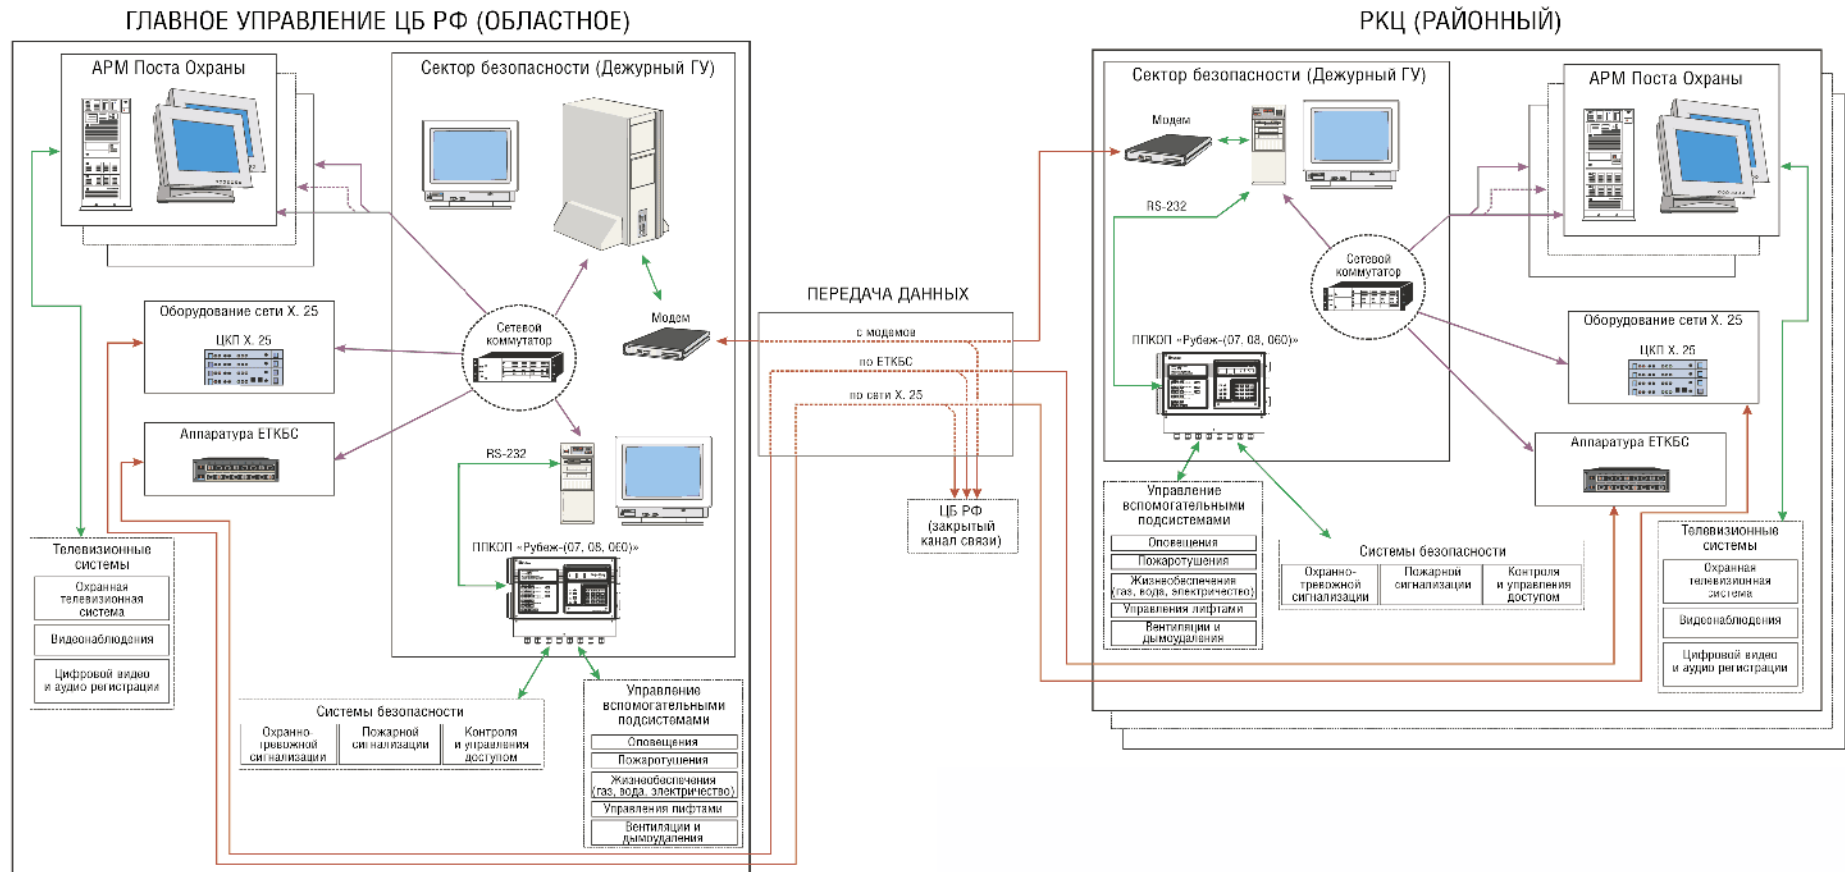 ГЛАВНОЕ УПРАВЛЕНИЕ ЦБ РФ (ОБЛАСТНОЕ)
АРМ Поста Охраны
Сектор безопасности (Дежурный ГУ)
Оборудование сети X. 25
ЦКП X. 25
Сетевой
коммутатор
Модем
Аппаратура ЕТКБС
RS-232
ППКОП «Рубеж-(07, 08, 060)»
Телевизионные
системы
Охранная
телевизионная
система
Видеонаблюдения
Цифровой видео
и аудио регистрации
Системы безопасности
Охранно-
тревожной
сигнализации
Пожарной
сигнализации
Контроля
и управления
доступом
Управление
вспомогательными
подсистемами
Оповещения
Пожаротушения
Жизнеобеспечения
(газ, вода, электричество)
Управления лифтами
Вентиляции и
дымоудаления
ПЕРЕДАЧА ДАННЫХ
с модемов
по ЕТКБС
по сети X. 25
ЦБ РФ
(закрытый
канал связи)
РКЦ (РАЙОННЫЙ)
Сектор безопасности (Дежурный ГУ)
Модем
RS-232
АРМ Поста Охраны
Сетевой
коммутатор
Оборудование сети X. 25
ЦКП X. 25
ППКОП «Рубеж-(07, 08, 060)»
Аппаратура ЕТКБС
Управление
вспомогательными
подсистемами
Оповещения
Пожаротушения
Жизнеобеспечения
(газ, вода, электричество)
Управления лифтами
Вентиляции и
дымоудаления
Системы безопасности
Охранно-
тревожной
сигнализации
Пожарной
сигнализации
Контроля
и управления
доступом
Телевизионные
системы
Охранная
телевизионная
система
Видеонаблюдения
Цифровой видео
и аудио регистрации